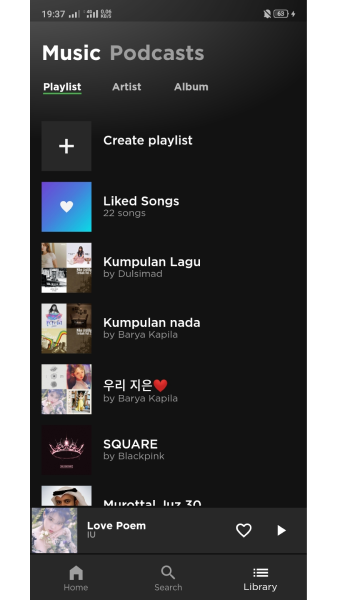 19:37
4G
0.06
KB/S
63
Music Podcasts
Playlist Artist Album
Create playlist
Liked Songs
22 songs
Kumpulan Lagu
by Dulsimad
Kumpulan nada
by Barya Kapila
우리 지은❤️
by Barya Kapila
SQUARE
by Blackpink
Murottal Juz 30
Love Poem
IU
Home Search Library